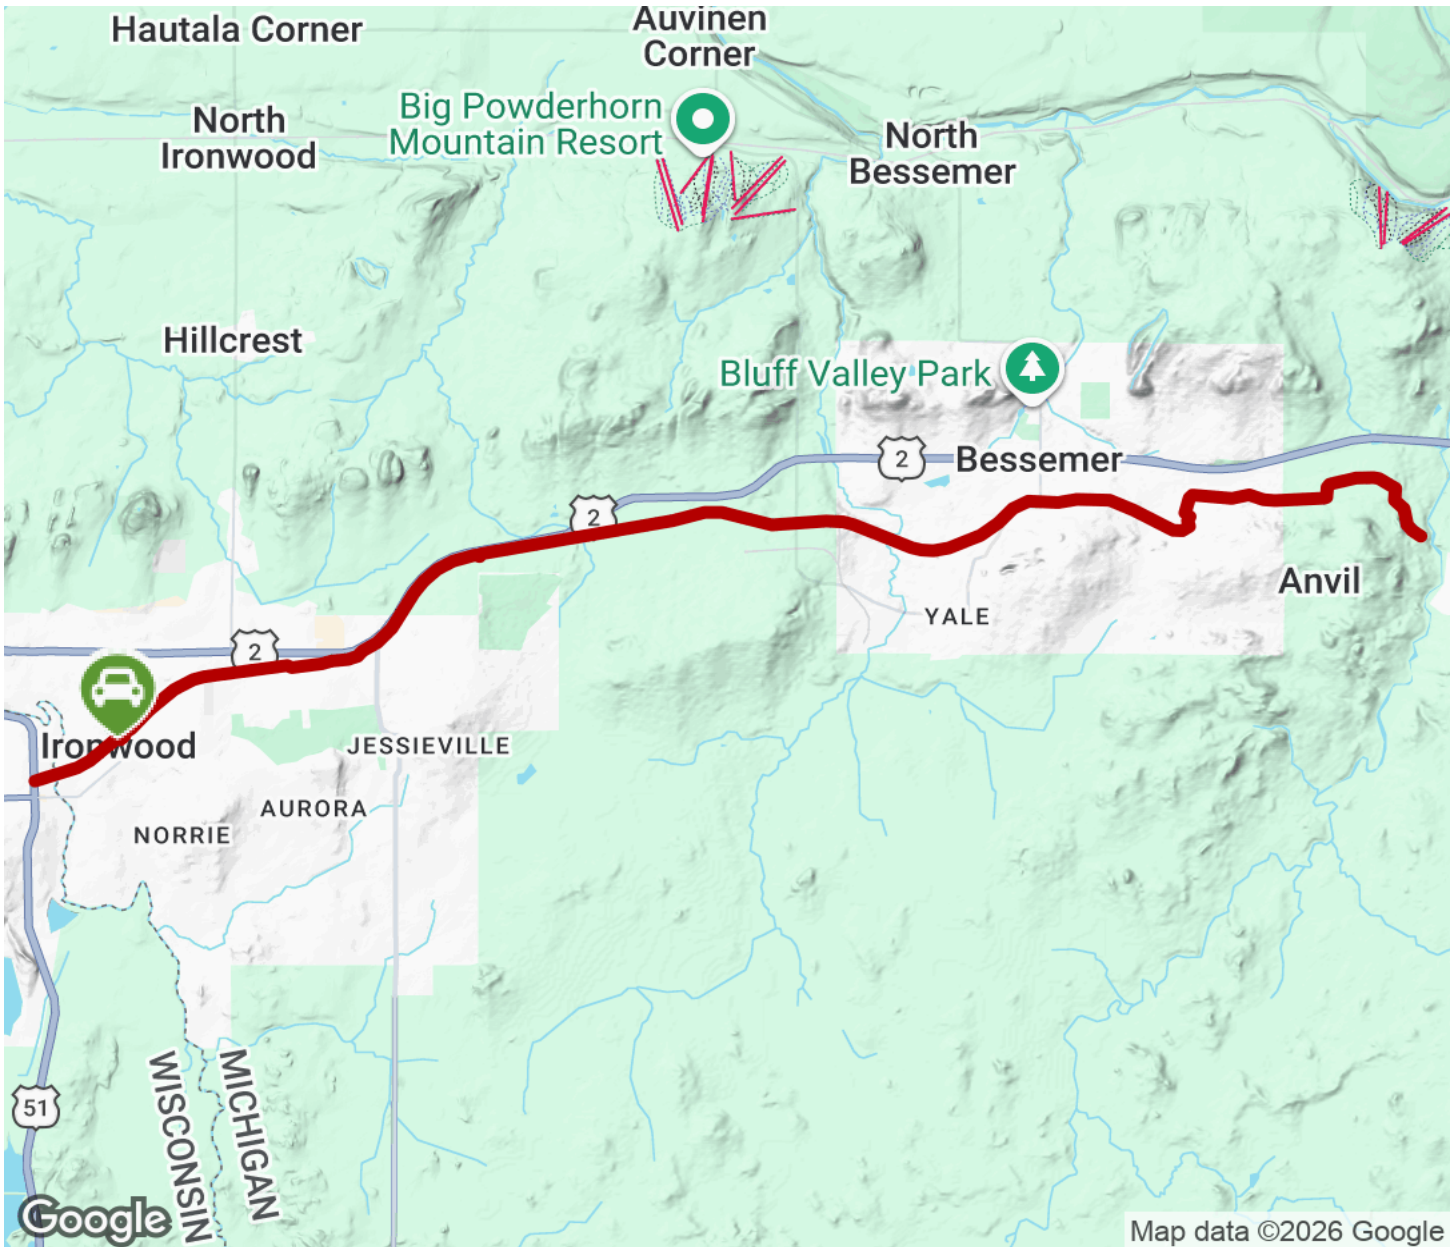 Hautala Corner
Auvinen
Corner
North
Ironwood
Big Powderhorn
Mountain Resort
North
Bessemer
Hillcrest
Bluff Valley Park
2
Bessemer
2
Anvil
YALE
2
Ironwood
JESSIEVILLE
AURORA
NORRIE
51
WISCONSIN
MICHIGAN
Google
Map data ©2026 Google